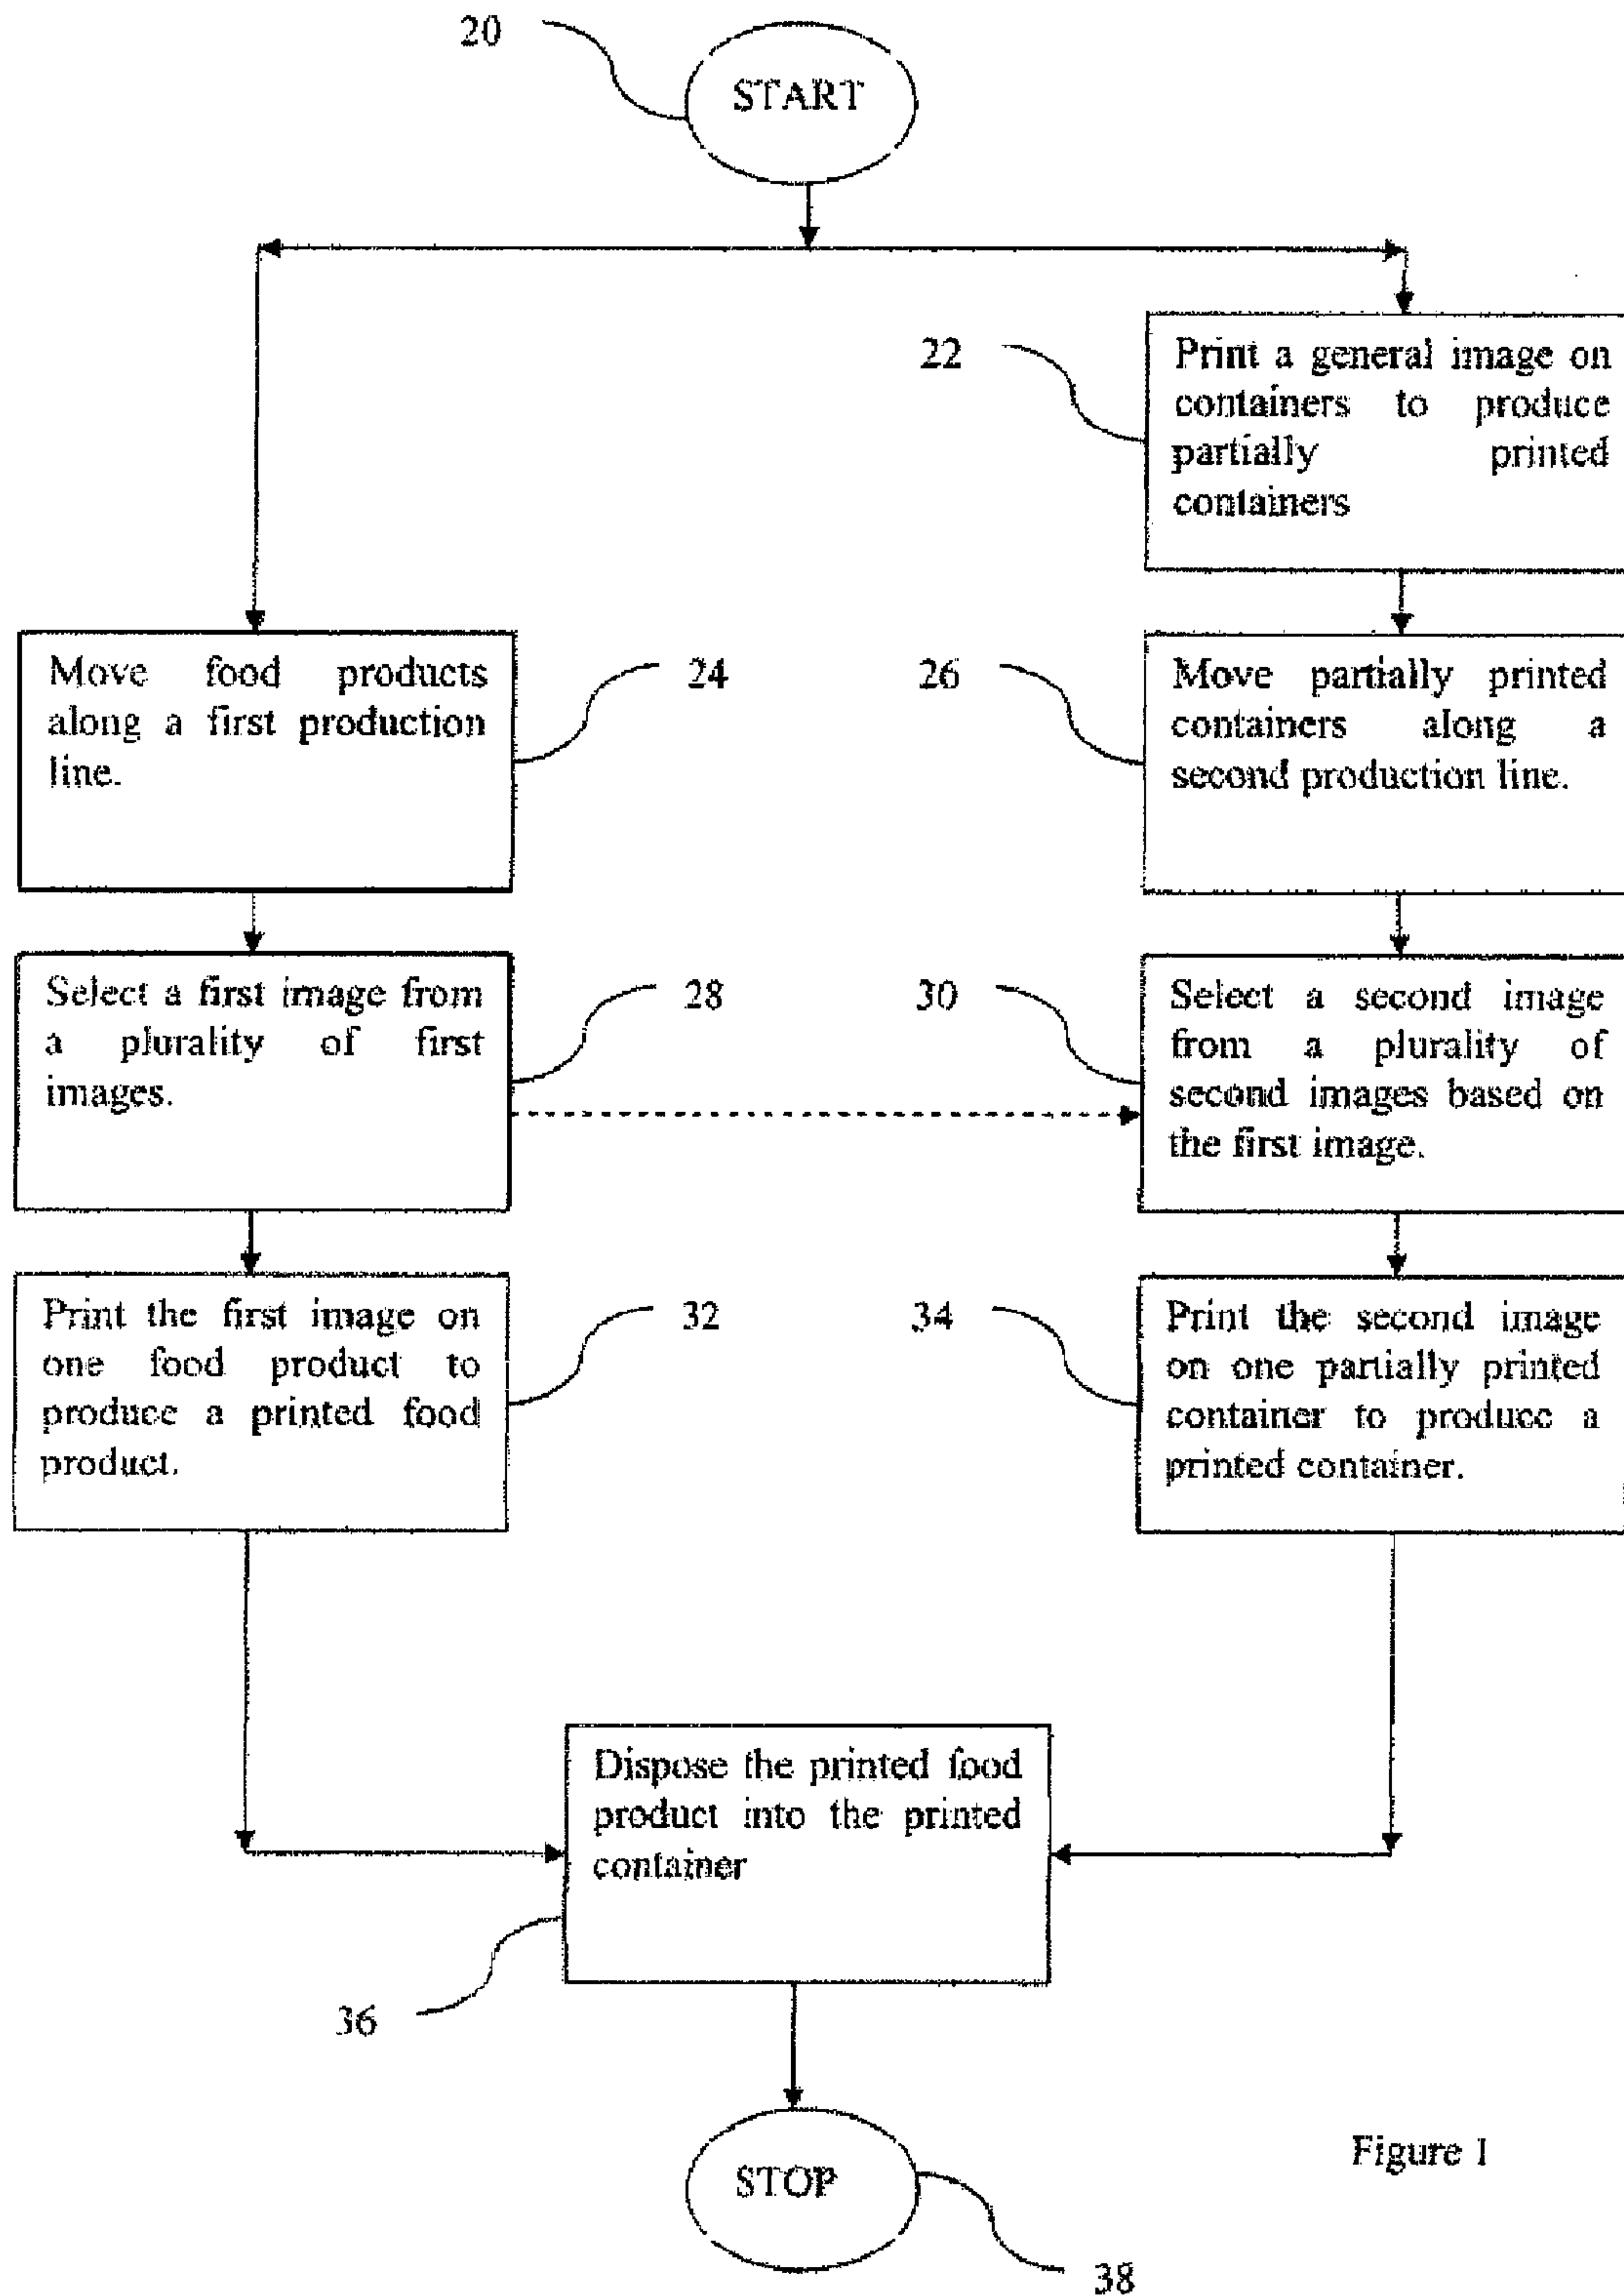 20
START
22
Print a general image on
containers to produce
partially printed
containers
Move food products
along a first production
line.
24
26
Move partially printed
containers along a
second production line.
Select a first image from
a plurality of first
images.
28
30
Select a second image
from a plurality of
second images based on
the first image.
Print the first image on
one food product to
produce a printed food
product.
32
34
Print the second image
on one partially printed
container to produce a
printed container.
Dispose the printed food
product into the printed
container
36
STOP
Figure 1
38